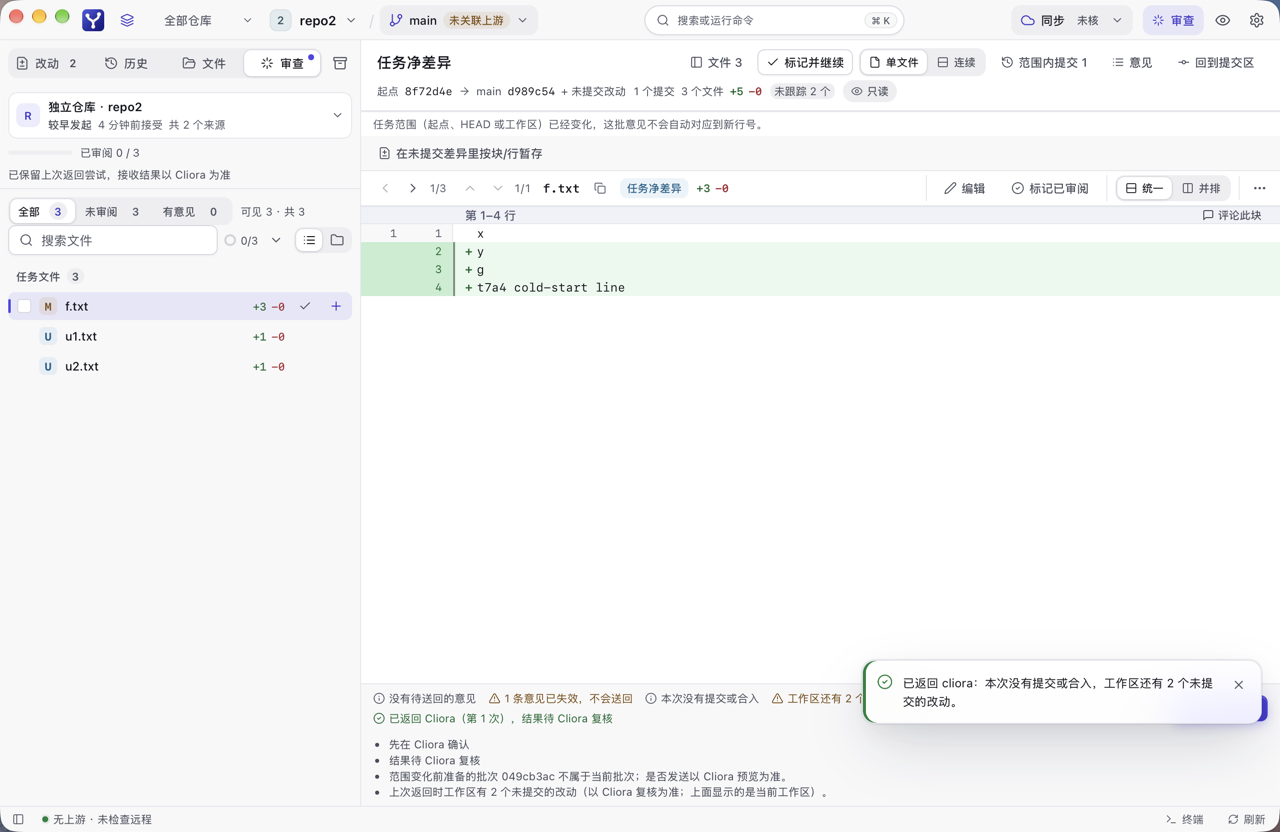 全部仓库 2 repo2 / main 未关联上游 搜索或运行命令 ⌘ K 同步 未核 审查
改动 2 历史 文件 审查
R 独立仓库 · repo2
较早发起 4 分钟前接受 共 2 个来源
已审阅 0 / 3
已保留上次返回尝试，接收结果以 Cliora 为准
全部 3 未审阅 3 有意见 0 可见 3 · 共 3
搜索文件 0/3
任务文件 3
M f.txt +3 −0
U u1.txt +1 −0
U u2.txt +1 −0
任务净差异 文件 3 标记并继续 单文件 连续 范围内提交 1 意见 回到提交区
起点 8f72d4e → main d989c54 + 未提交改动 1 个提交 3 个文件 +5 −0 未跟踪 2 个 只读
任务范围（起点、HEAD 或工作区）已经变化，这批意见不会自动对应到新行号。
在未提交差异里按块/行暂存
1/3 1/1 f.txt 任务净差异 +3 −0 编辑 标记已审阅 统一 并排
第 1–4 行 评论此块
1 1 x
2 + y
3 + g
4 + t7a4 cold-start line
没有待送回的意见 1 条意见已失效，不会送回 本次没有提交或合入 工作区还有 2 个
已返回 Cliora（第 1 次），结果待 Cliora 复核
• 先在 Cliora 确认
• 结果待 Cliora 复核
• 范围变化前准备的批次 049cb3ac 不属于当前批次；是否发送以 Cliora 预览为准。
• 上次返回时工作区有 2 个未提交的改动（以 Cliora 复核为准；上面显示的是当前工作区）。
已返回 cliora：本次没有提交或合入，工作区还有 2 个未提
交的改动。
无上游 · 未检查远程 终端 刷新